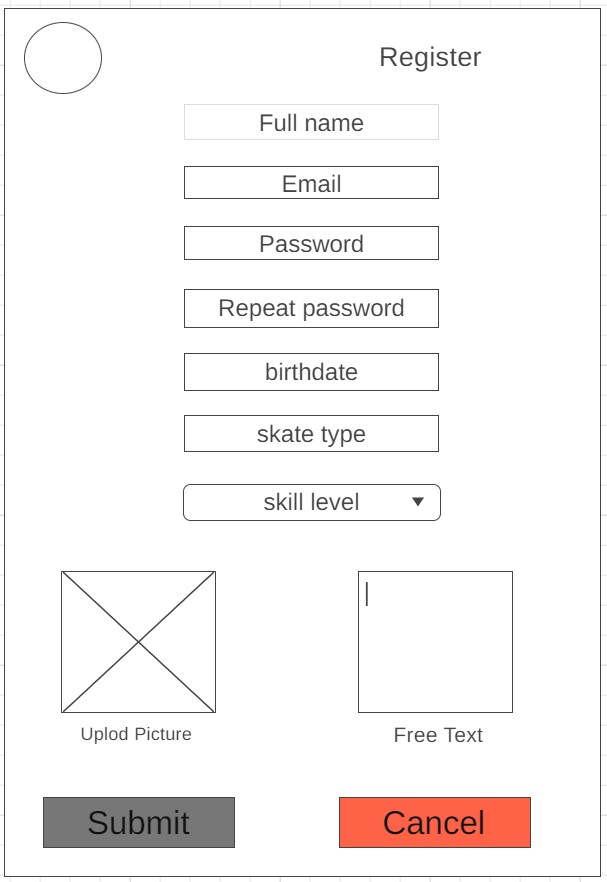 Register
Full name
Email
Password
Repeat password
birthdate
skate type
skill level
Uplod Picture
Free Text
Submit
Cancel